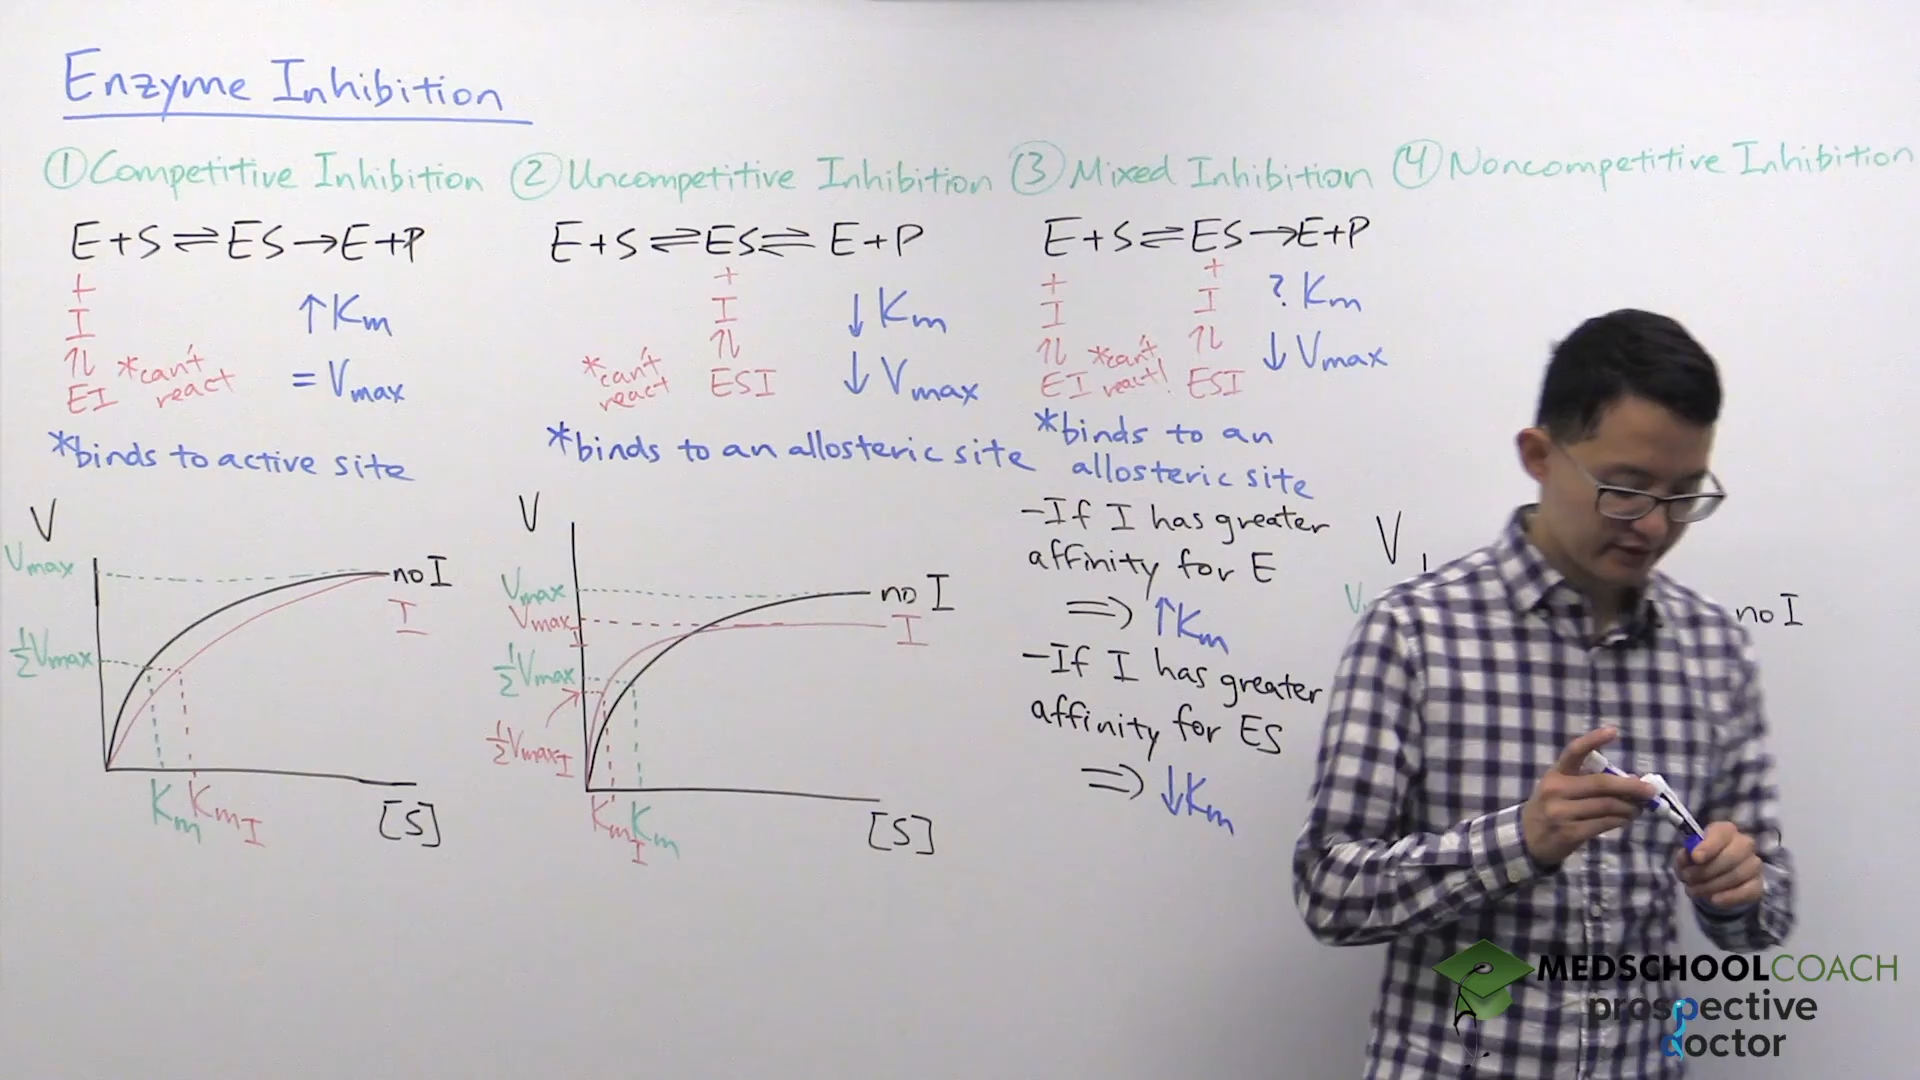 Enzyme Inhibition
① Competitive Inhibition
E+S ⇌ ES → E+P
+
I
⇌
EI
*can't
react
↑Km
= Vmax
*binds to active site
V
Vmax
½Vmax
no I
I
Km
KmI
[S]
② Uncompetitive Inhibition
E+S ⇌ ES ⇌ E+P
+
I
⇌
ESI
*can't
react
↓Km
↓Vmax
*binds to an allosteric site
V
Vmax
VmaxI
½Vmax
½VmaxI
no I
I
KmI
Km
[S]
③ Mixed Inhibition
E+S ⇌ ES → E+P
+
I
⇌
EI
*can't
react!
+
I
⇌
ESI
? Km
↓Vmax
*binds to an
allosteric site
-If I has greater
affinity for E
⇒ ↑Km
-If I has greater
affinity for ES
⇒ ↓Km
④ Noncompetitive Inhibition
V
no I
MEDSCHOOLCOACH
prospective
doctor